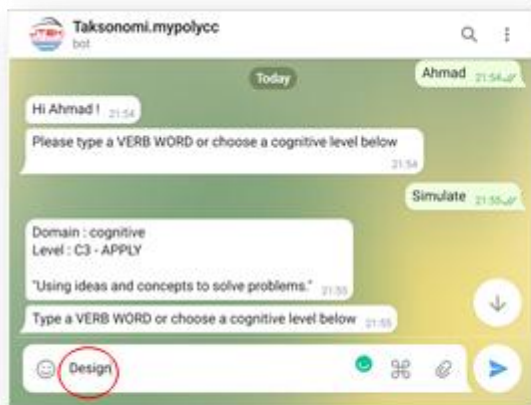 JTEK
Taksonomi.mypolycc
bot
Today
Ahmad 21:54
Hi Ahmad ! 21:54
Please type a VERB WORD or choose a cognitive level below
21:54
Simulate 21:55
Domain : cognitive
Level : C3 - APPLY
"Using ideas and concepts to solve problems." 21:55
Type a VERB WORD or choose a cognitive level below 21:55
Design